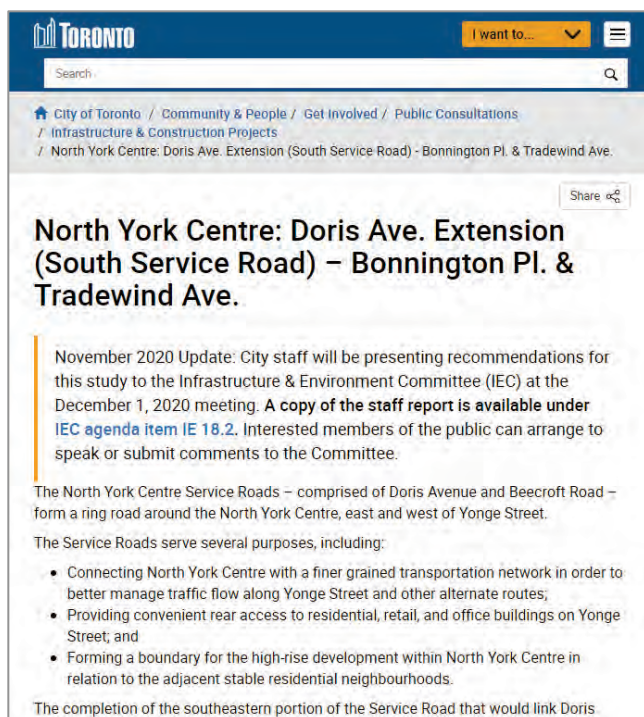 TORONTO
I want to...
Search
City of Toronto / Community & People / Get Involved / Public Consultations
/ Infrastructure & Construction Projects
/ North York Centre: Doris Ave. Extension (South Service Road) - Bonnington Pl. & Tradewind Ave.
Share
North York Centre: Doris Ave. Extension
(South Service Road) – Bonnington Pl. &
Tradewind Ave.
November 2020 Update: City staff will be presenting recommendations for
this study to the Infrastructure & Environment Committee (IEC) at the
December 1, 2020 meeting. A copy of the staff report is available under
IEC agenda item IE 18.2. Interested members of the public can arrange to
speak or submit comments to the Committee.
The North York Centre Service Roads – comprised of Doris Avenue and Beecroft Road –
form a ring road around the North York Centre, east and west of Yonge Street.
The Service Roads serve several purposes, including:
• Connecting North York Centre with a finer grained transportation network in order to
better manage traffic flow along Yonge Street and other alternate routes;
• Providing convenient rear access to residential, retail, and office buildings on Yonge
Street; and
• Forming a boundary for the high-rise development within North York Centre in
relation to the adjacent stable residential neighbourhoods.
The completion of the southeastern portion of the Service Road that would link Doris